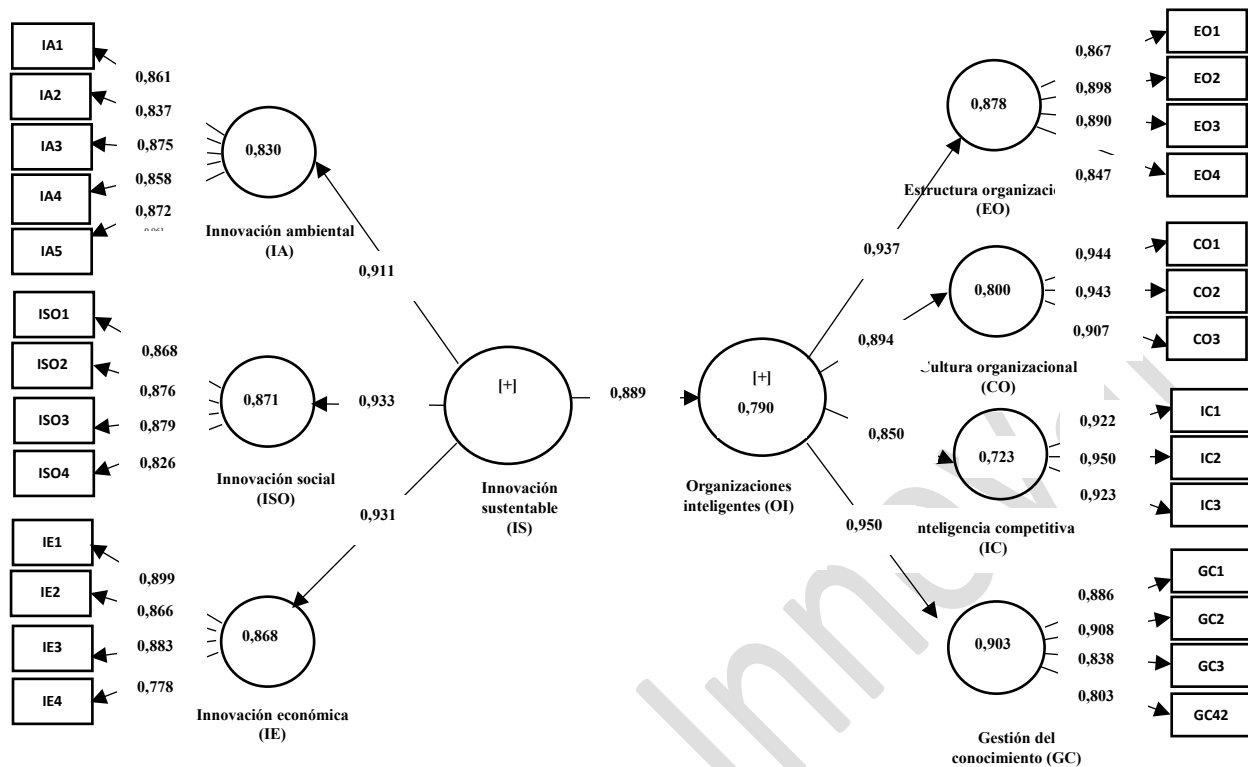 IA1
IA2
IA3
IA4
IA5
0,861
0,837
0,875
0,858
0,872
0,830
Innovación ambiental
(IA)
ISO1
ISO2
ISO3
ISO4
0,868
0,876
0,879
0,826
0,871
Innovación social
(ISO)
IE1
IE2
IE3
IE4
0,899
0,866
0,883
0,778
0,868
Innovación económica
(IE)
0,911
0,933
0,931
[+]
Innovación
sustentable
(IS)
0,889
[+]
0,790
Organizaciones
inteligentes (OI)
0,937
0,894
0,850
0,950
0,878
Estructura organizaci
(EO)
0,867
0,898
0,890
0,847
EO1
EO2
EO3
EO4
0,800
ultura organizacional
(CO)
0,944
0,943
0,907
CO1
CO2
CO3
0,723
nteligencia competitiva
(IC)
0,922
0,950
0,923
IC1
IC2
IC3
0,903
Gestión del
conocimiento (GC)
0,886
0,908
0,838
0,803
GC1
GC2
GC3
GC42